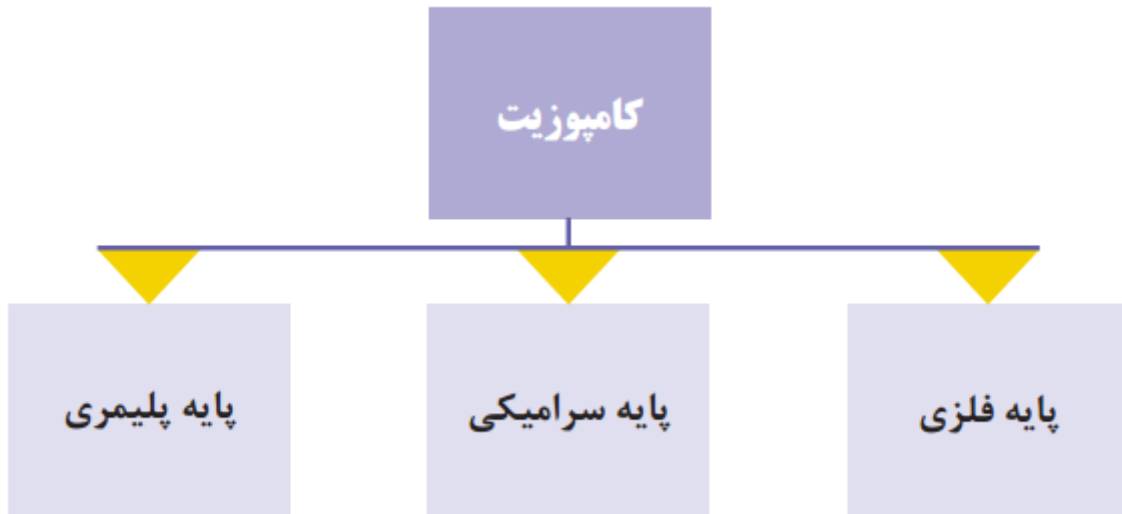 کامپوزیت
پایه فلزی
پایه سرامیکی
پایه پلیمری